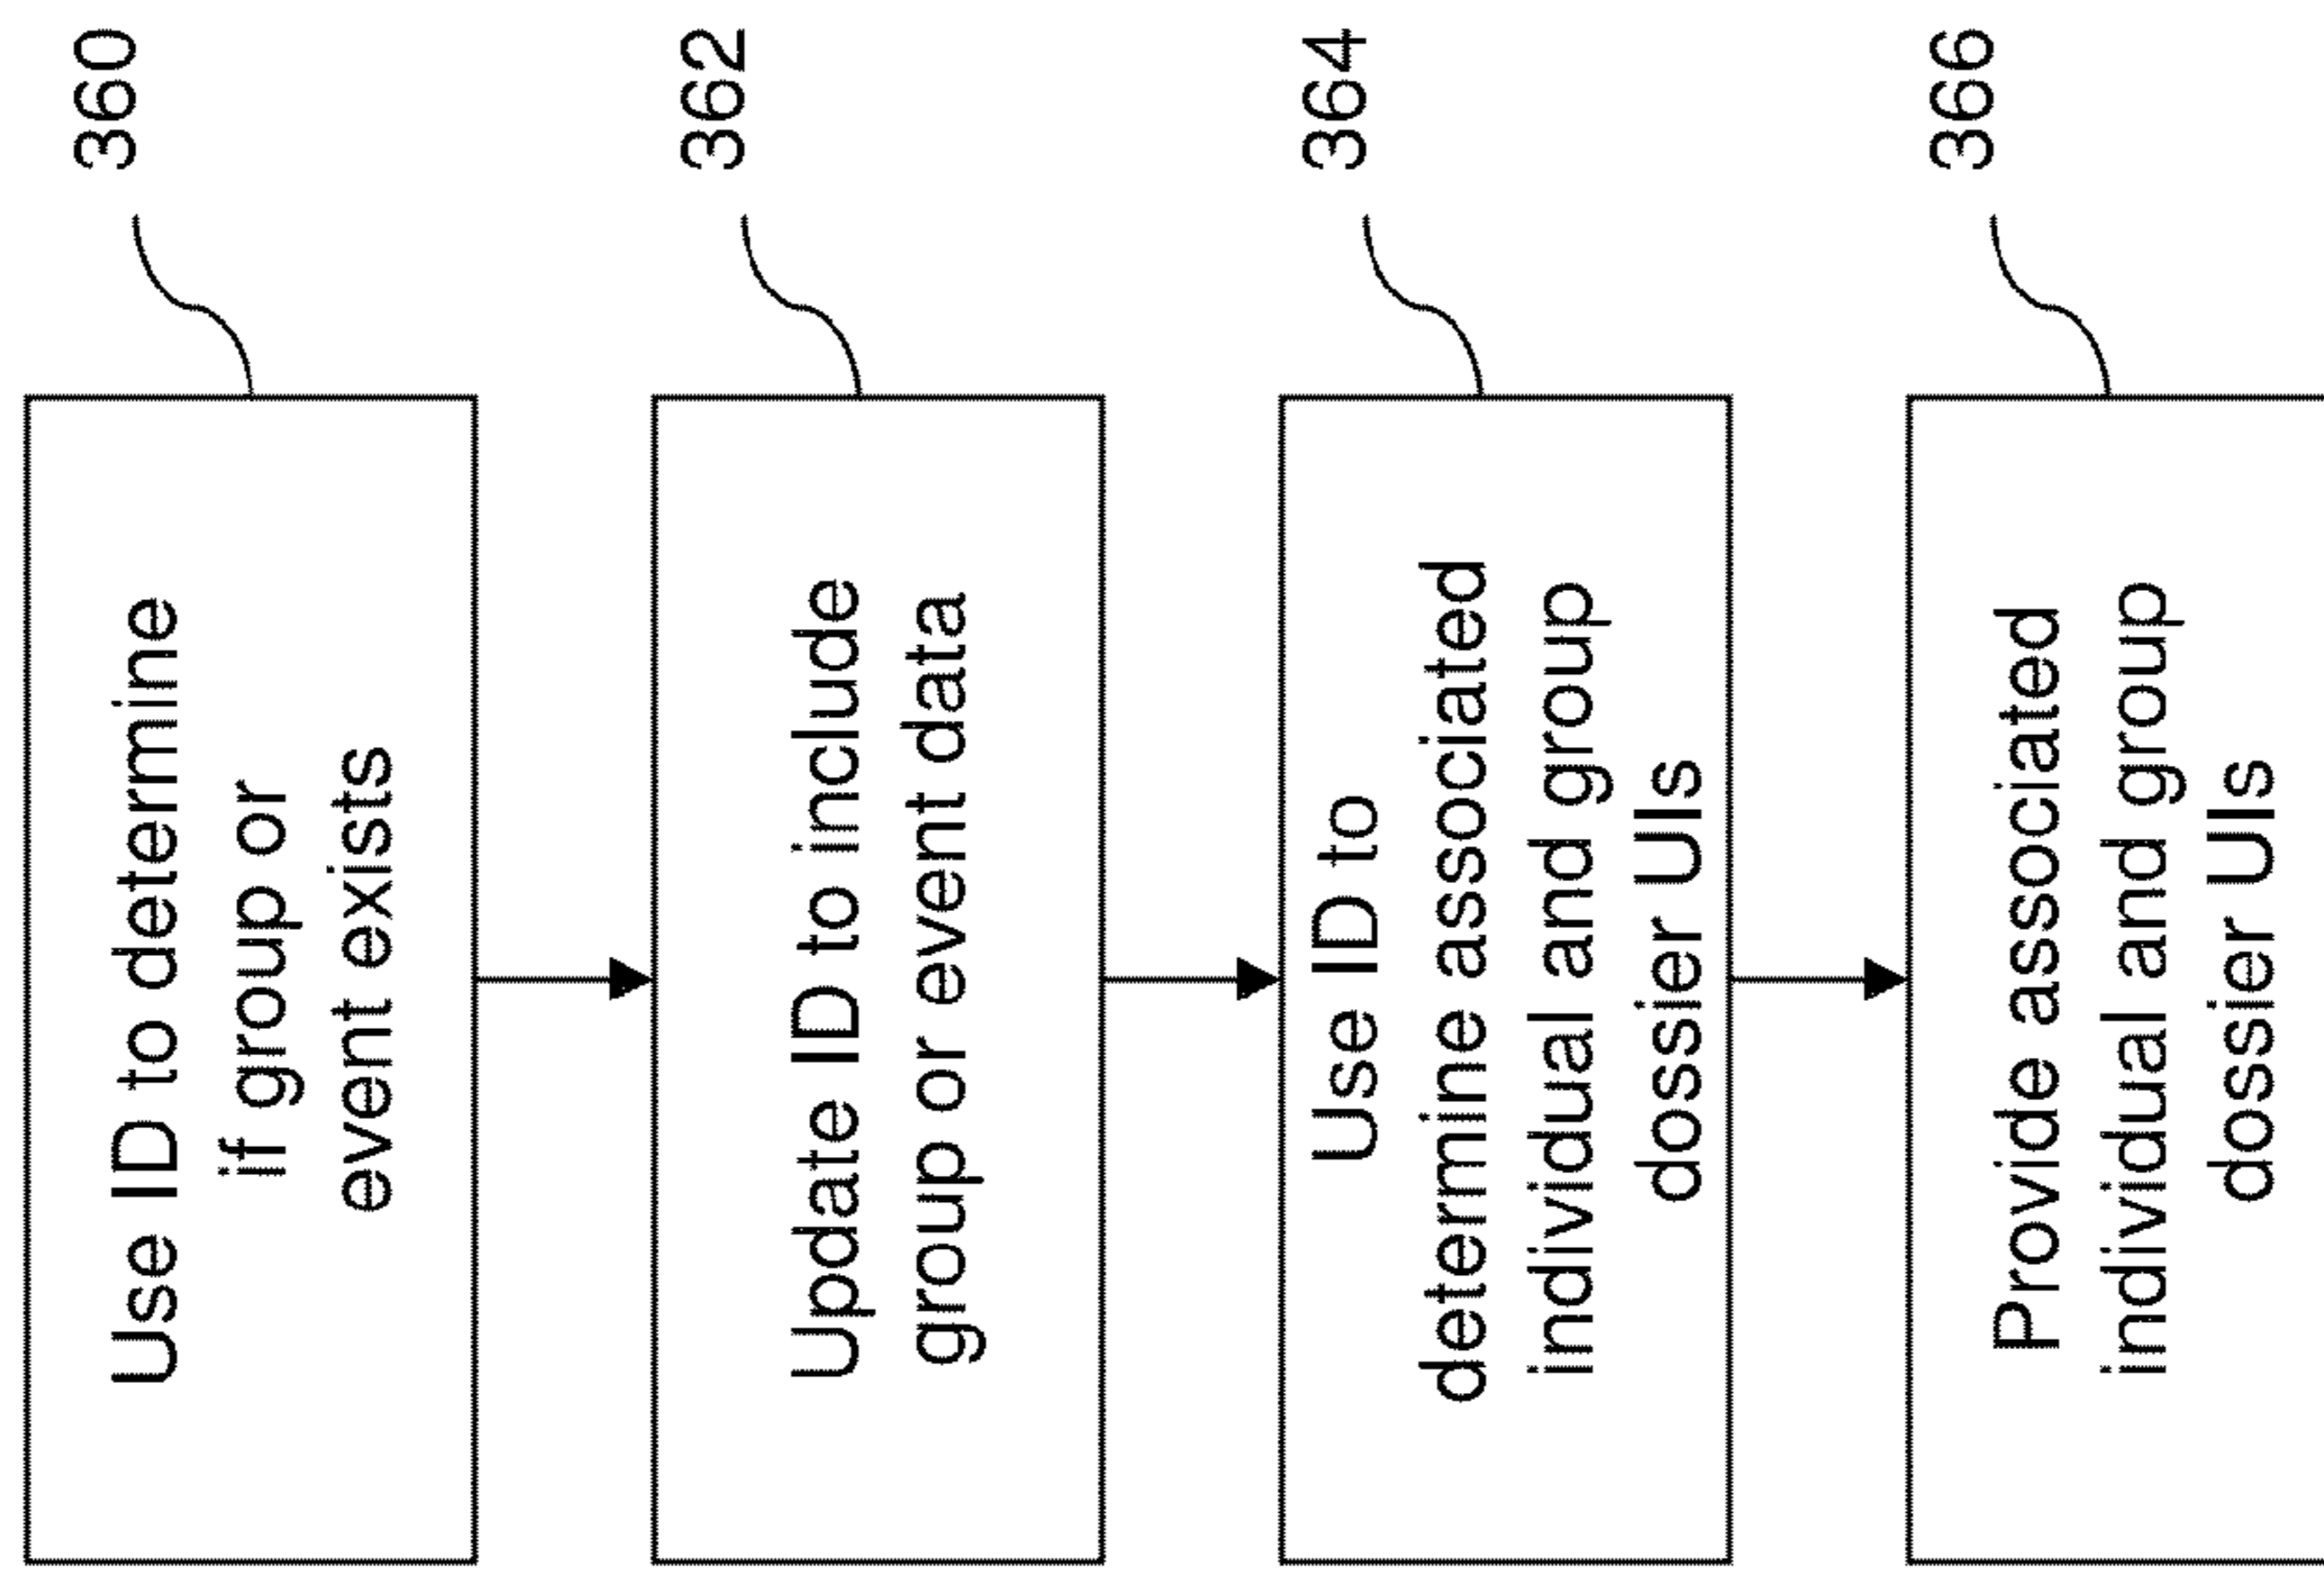 360
Use ID to determine
if group or
event exists
362
Update ID to include
group or event data
364
Use ID to
determine associated
individual and group
dossier UIs
366
Provide associated
individual and group
dossier UIs